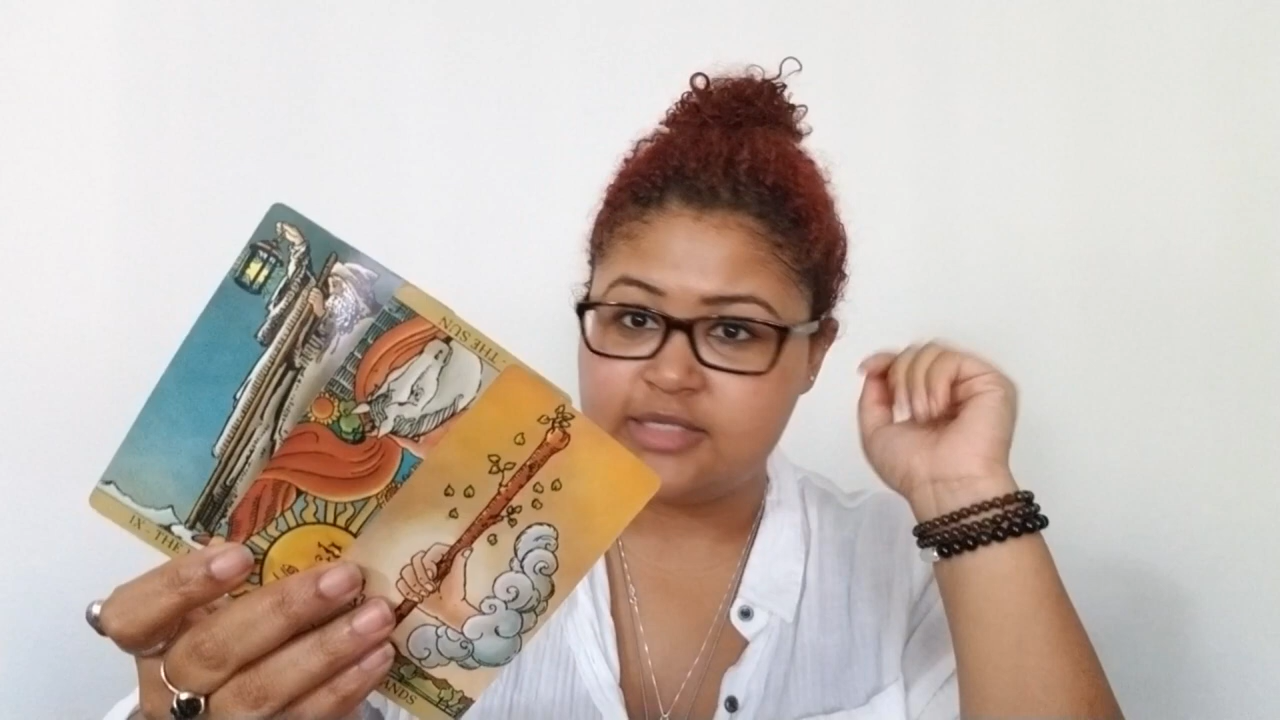 IX · THE
· THE SUN
ANDS